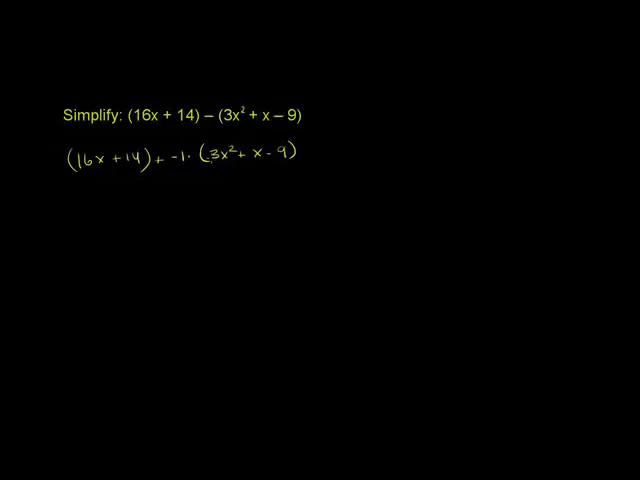 Simplify: (16x + 14) – (3x² + x – 9)
(16x + 14) + -1 · (3x² + x - 9)